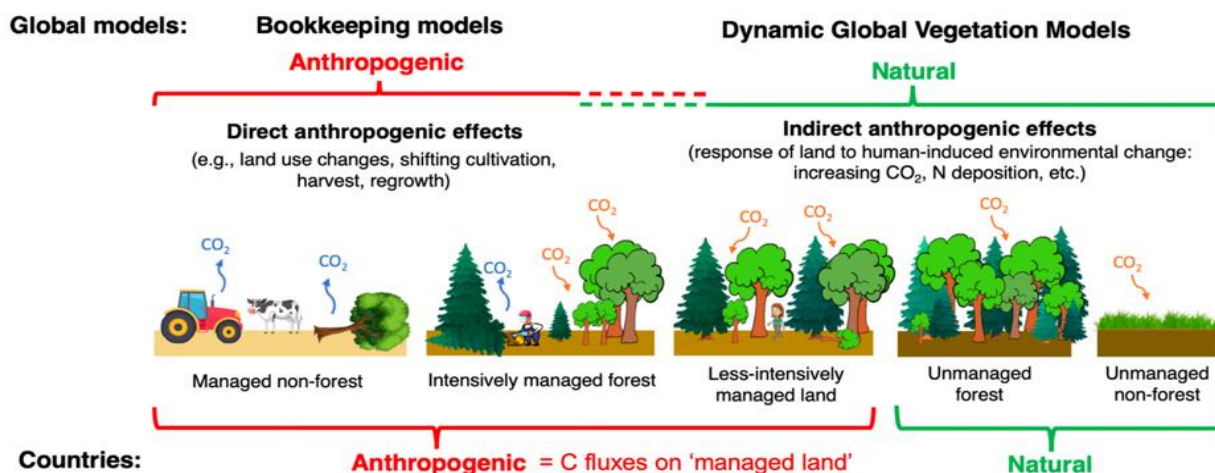 Global models: Bookkeeping models Dynamic Global Vegetation Models
Anthropogenic Natural
Direct anthropogenic effects
(e.g., land use changes, shifting cultivation,
harvest, regrowth)
Indirect anthropogenic effects
(response of land to human-induced environmental change:
increasing CO₂, N deposition, etc.)
CO₂
CO₂
CO₂
CO₂
CO₂
CO₂
CO₂
CO₂
CO₂
Managed non-forest
Intensively managed forest
Less-intensively
managed land
Unmanaged
forest
Unmanaged
non-forest
Countries: Anthropogenic = C fluxes on ‘managed land’ Natural